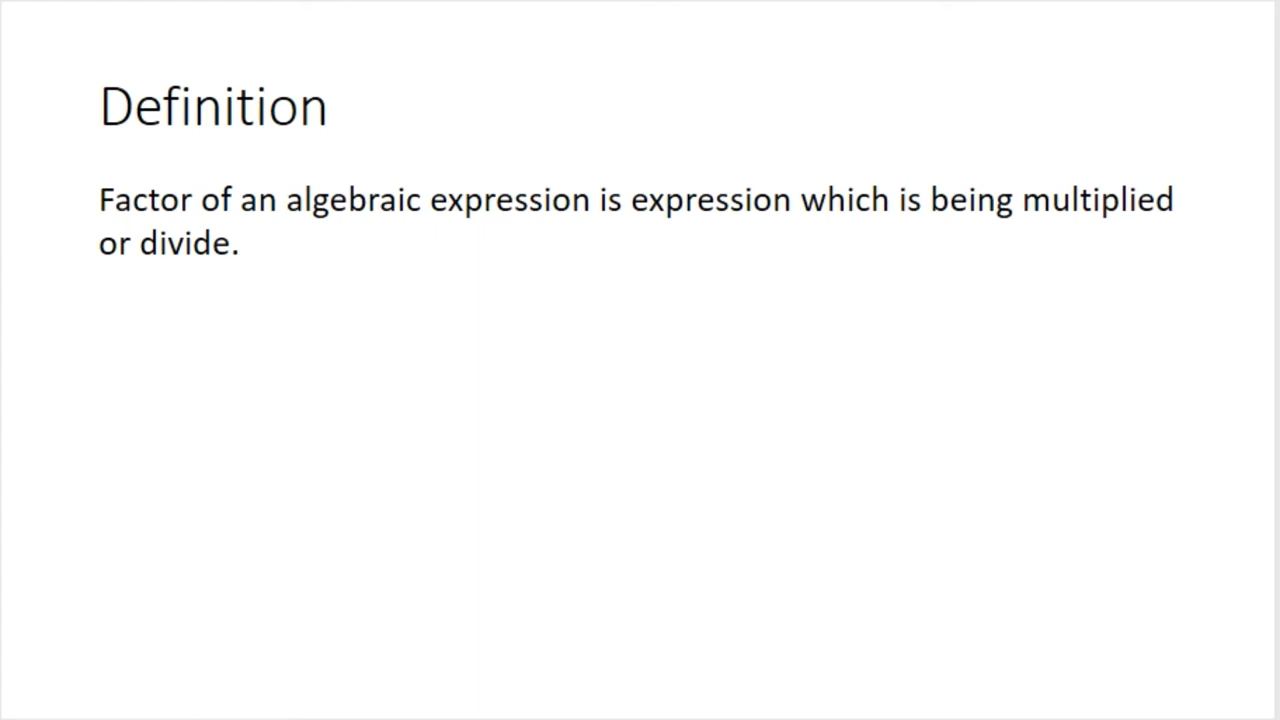 Definition
Factor of an algebraic expression is expression which is being multiplied
or divide.